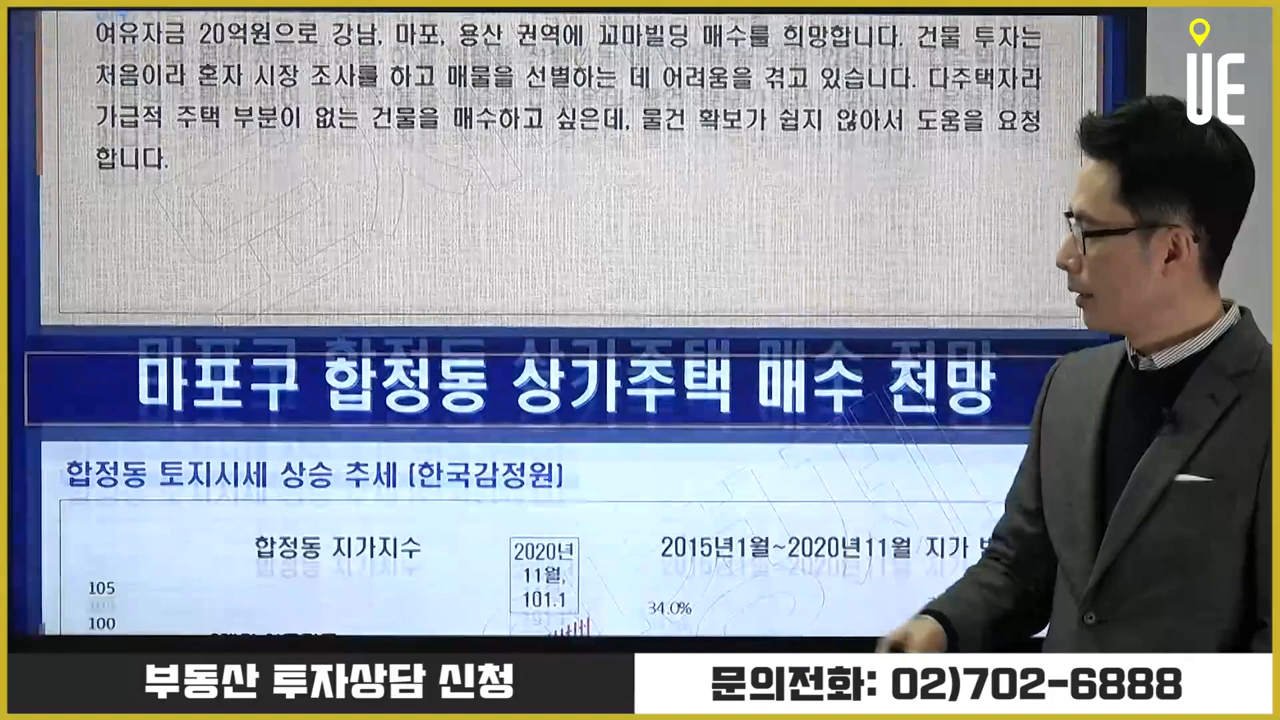 여유자금 20억원으로 강남, 마포, 용산 권역에 꼬마빌딩 매수를 희망합니다. 건물 투자는
처음이라 혼자 시장 조사를 하고 매물을 선별하는 데 어려움을 겪고 있습니다. 다주택자라
가급적 주택 부분이 없는 건물을 매수하고 싶은데, 물건 확보가 쉽지 않아서 도움을 요청
합니다.
UE
마포구 합정동 상가주택 매수 전망
합정동 토지시세 상승 추세 (한국감정원)
합정동 지가지수
2020년
11월,
101.1
2015년1월~2020년11월 지가
105
100
34.0%
부동산 투자상담 신청
문의전화: 02)702-6888